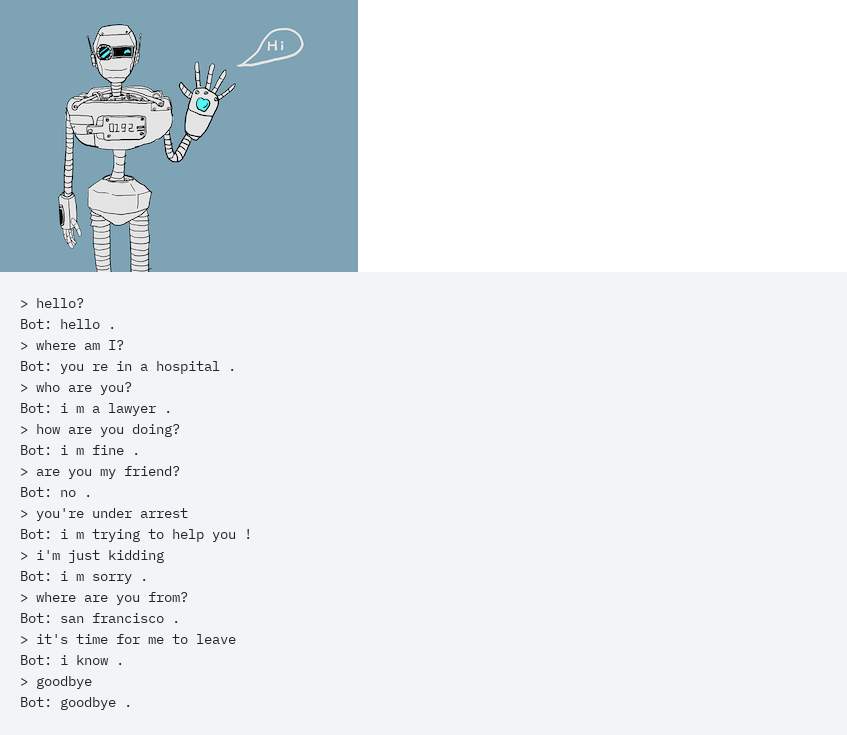 Hi
0192
> hello?
Bot: hello .
> where am I?
Bot: you re in a hospital .
> who are you?
Bot: i m a lawyer .
> how are you doing?
Bot: i m fine .
> are you my friend?
Bot: no .
> you're under arrest
Bot: i m trying to help you !
> i'm just kidding
Bot: i m sorry .
> where are you from?
Bot: san francisco .
> it's time for me to leave
Bot: i know .
> goodbye
Bot: goodbye .